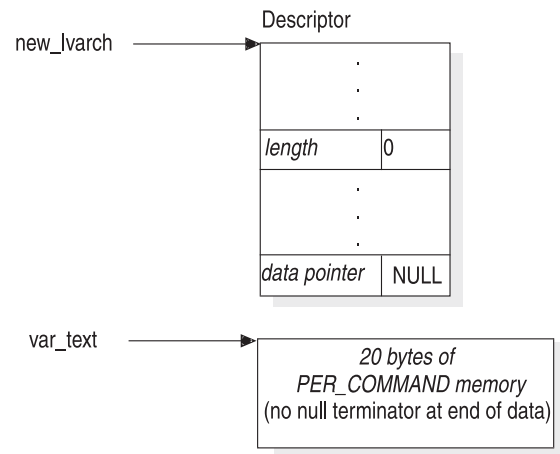 Descriptor
new_lvarch
.
.
.
length 0
.
.
.
data pointer NULL
var_text
20 bytes of
PER_COMMAND memory
(no null terminator at end of data)